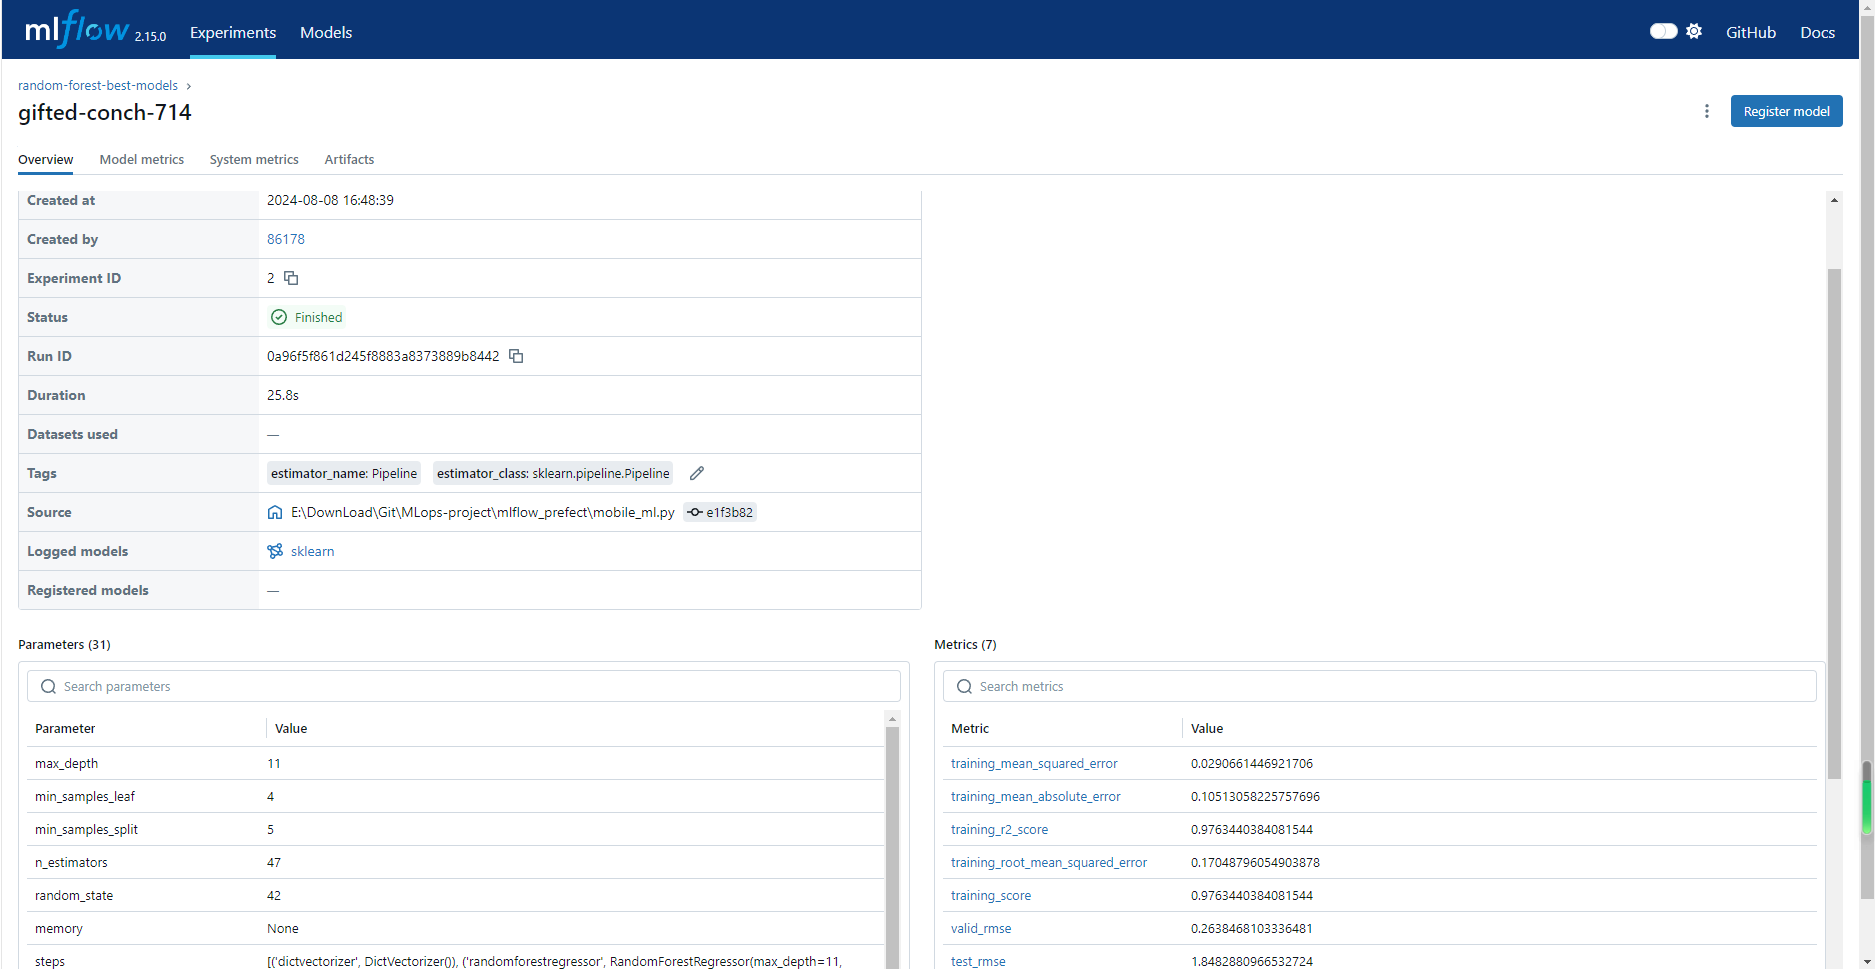 mlflow 2.15.0 Experiments Models GitHub Docs
random-forest-best-models ›
gifted-conch-714
Register model
Overview Model metrics System metrics Artifacts
Created at 2024-08-08 16:48:39
Created by 86178
Experiment ID 2
Status Finished
Run ID 0a96f5f861d245f8883a8373889b8442
Duration 25.8s
Datasets used —
Tags estimator_name: Pipeline estimator_class: sklearn.pipeline.Pipeline
Source E:\DownLoad\Git\MLops-project\mlflow_prefect\mobile_ml.py e1f3b82
Logged models sklearn
Registered models —
Parameters (31)
Search parameters
Parameter Value
max_depth 11
min_samples_leaf 4
min_samples_split 5
n_estimators 47
random_state 42
memory None
steps [('dictvectorizer', DictVectorizer()), ('randomforestregressor', RandomForestRegressor(max_depth=11,
Metrics (7)
Search metrics
Metric Value
training_mean_squared_error 0.0290661446921706
training_mean_absolute_error 0.10513058225757696
training_r2_score 0.9763440384081544
training_root_mean_squared_error 0.17048796054903878
training_score 0.9763440384081544
valid_rmse 0.2638468103336481
test_rmse 1.8482880966532724